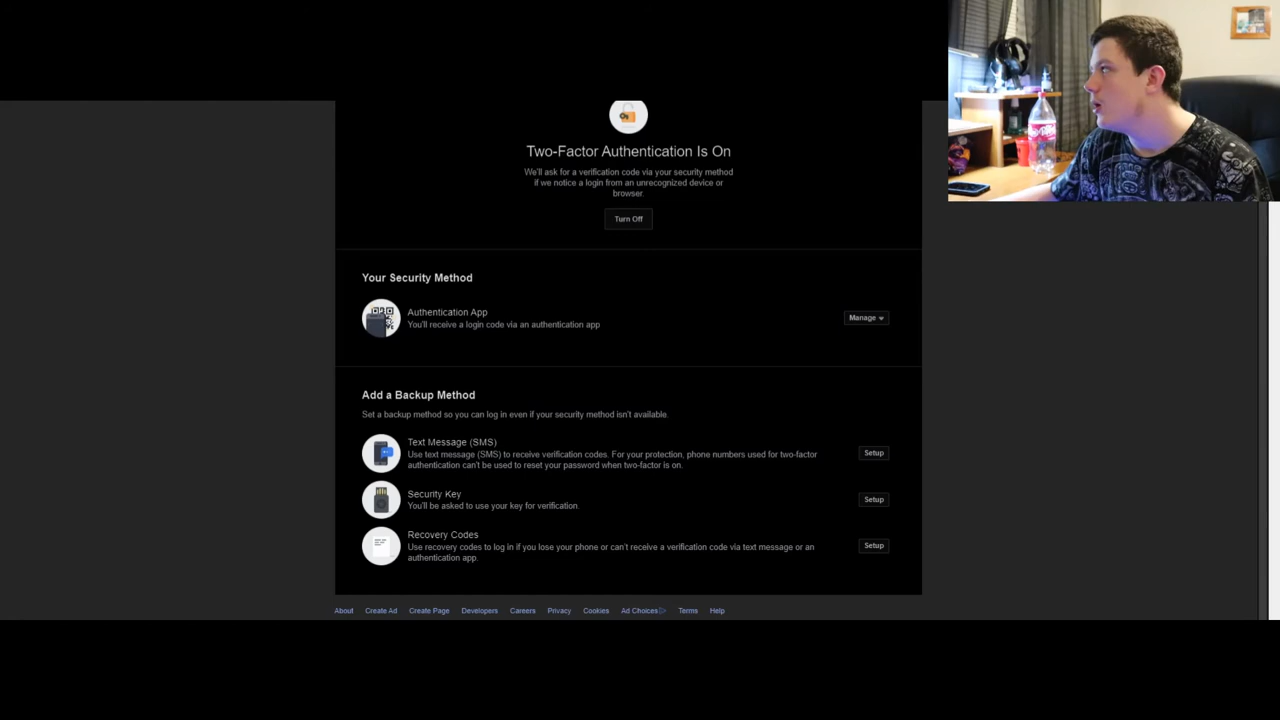 Two-Factor Authentication Is On
We'll ask for a verification code via your security method
if we notice a login from an unrecognized device or
browser.
Turn Off
Your Security Method
Authentication App
You'll receive a login code via an authentication app
Manage
Add a Backup Method
Set a backup method so you can log in even if your security method isn't available.
Text Message (SMS)
Use text message (SMS) to receive verification codes. For your protection, phone numbers used for two-factor
authentication can't be used to reset your password when two-factor is on.
Setup
Security Key
You'll be asked to use your key for verification.
Setup
Recovery Codes
Use recovery codes to log in if you lose your phone or can't receive a verification code via text message or an
authentication app.
Setup
About Create Ad Create Page Developers Careers Privacy Cookies Ad Choices Terms Help